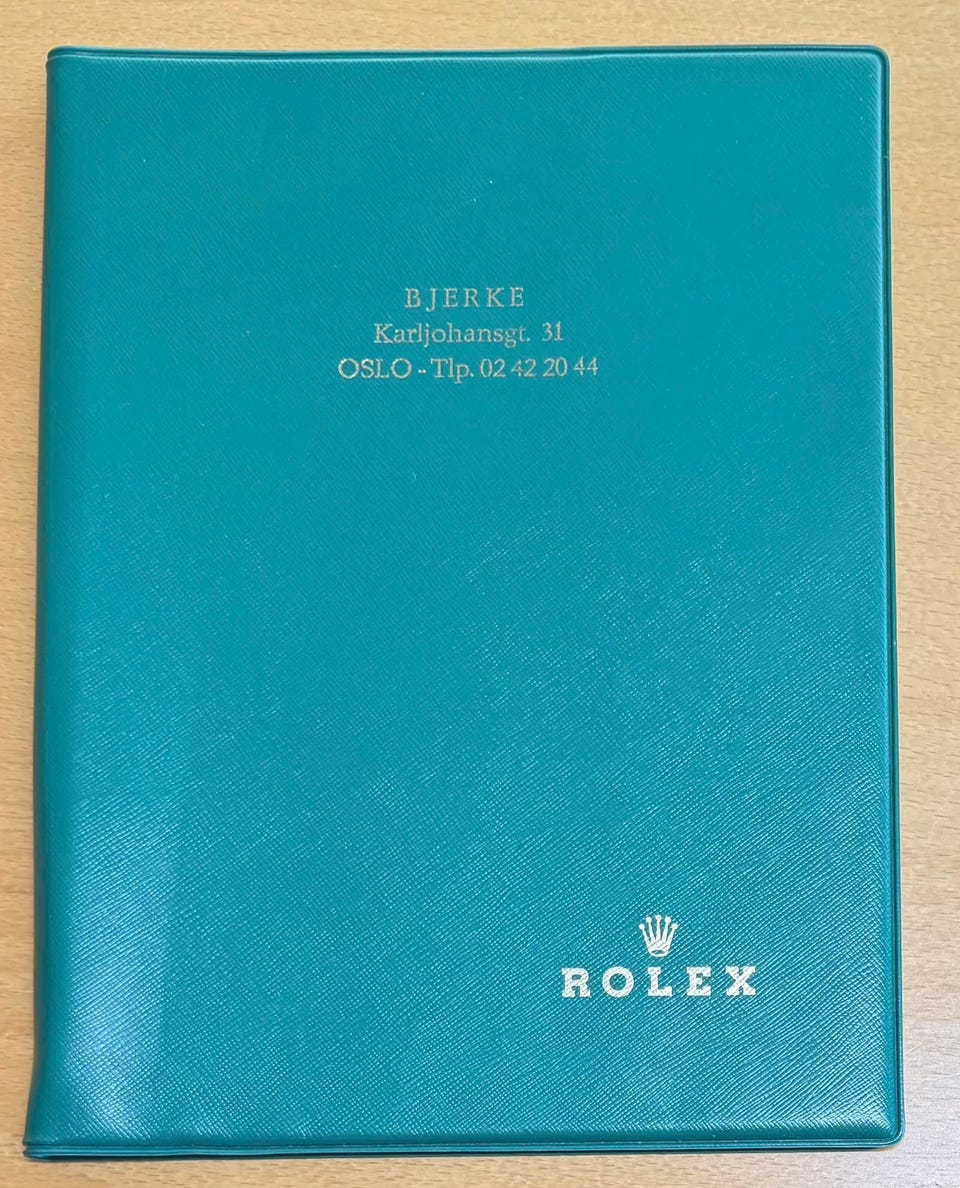 BJERKE
Karljohansgt. 31
OSLO - Tlp. 02 42 20 44
ROLEX